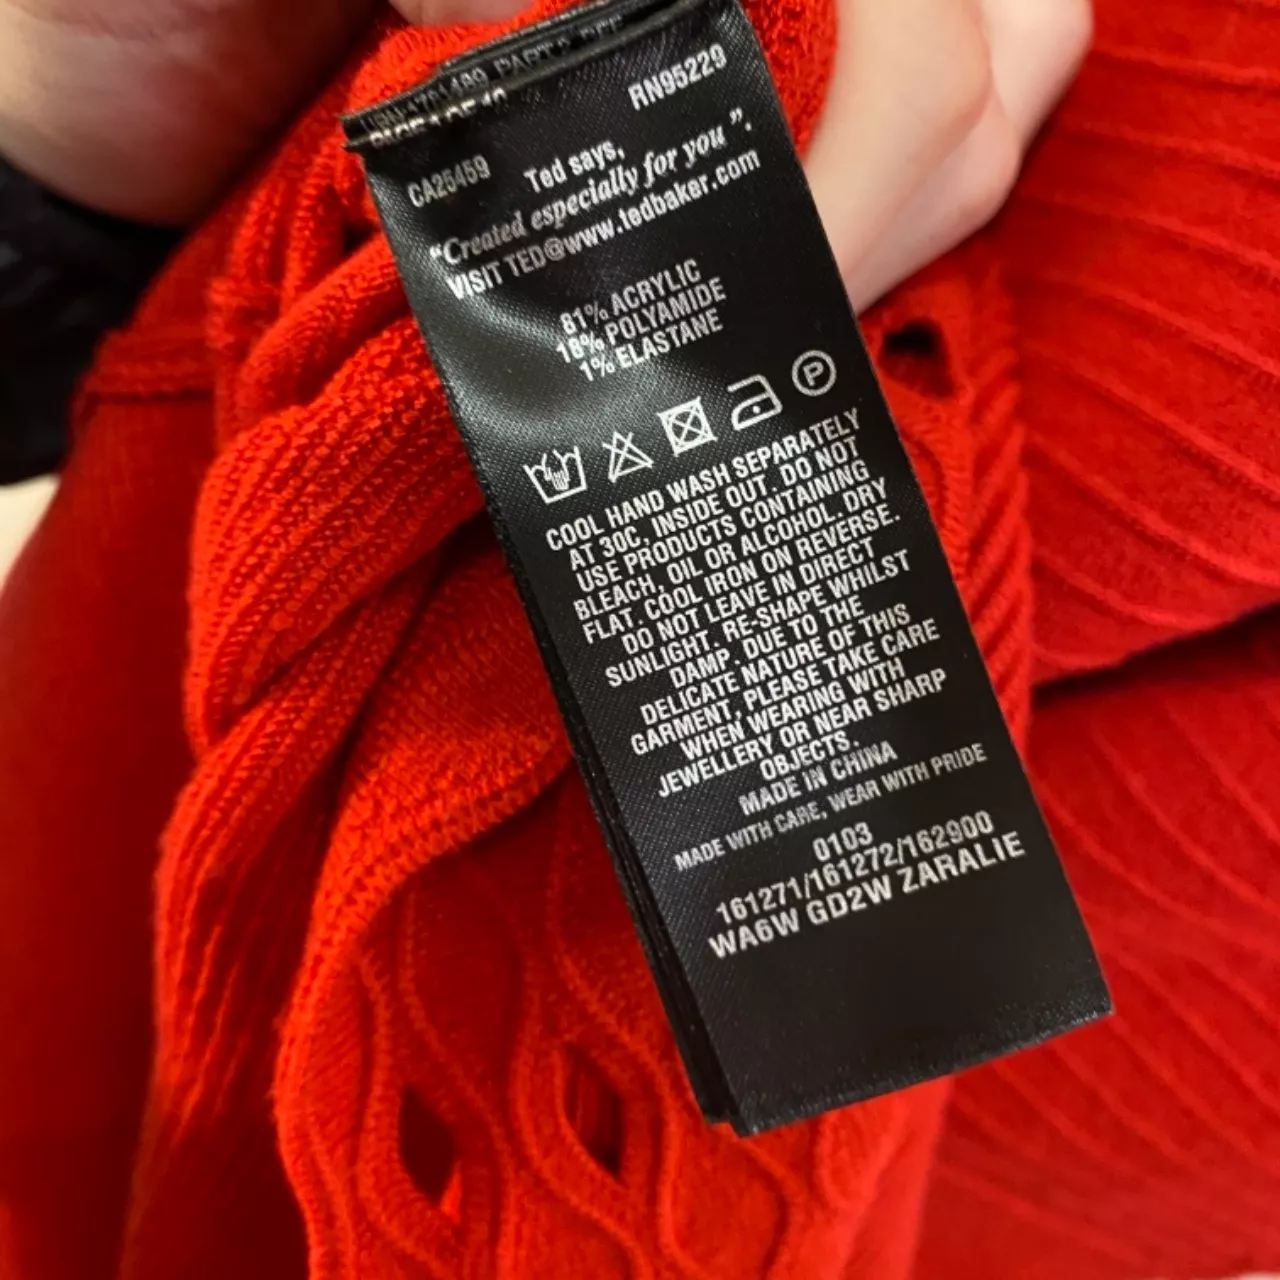 PAGE 1 OF 10
RN95229
CA25459
Ted says,
“Created especially for you”.
VISIT TED@www.tedbaker.com
81% ACRYLIC
18% POLYAMIDE
1% ELASTANE
P
COOL HAND WASH SEPARATELY
AT 30C, INSIDE OUT. DO NOT
USE PRODUCTS CONTAINING
BLEACH, OIL OR ALCOHOL. DRY
FLAT. COOL IRON ON REVERSE.
DO NOT LEAVE IN DIRECT
SUNLIGHT. RE-SHAPE WHILST
DAMP. DUE TO THE
DELICATE NATURE OF THIS
GARMENT, PLEASE TAKE CARE
WHEN WEARING WITH
JEWELLERY OR NEAR SHARP
OBJECTS.
MADE IN CHINA
MADE WITH CARE, WEAR WITH PRIDE
0103
161271/161272/162900
WA6W GD2W ZARALIE